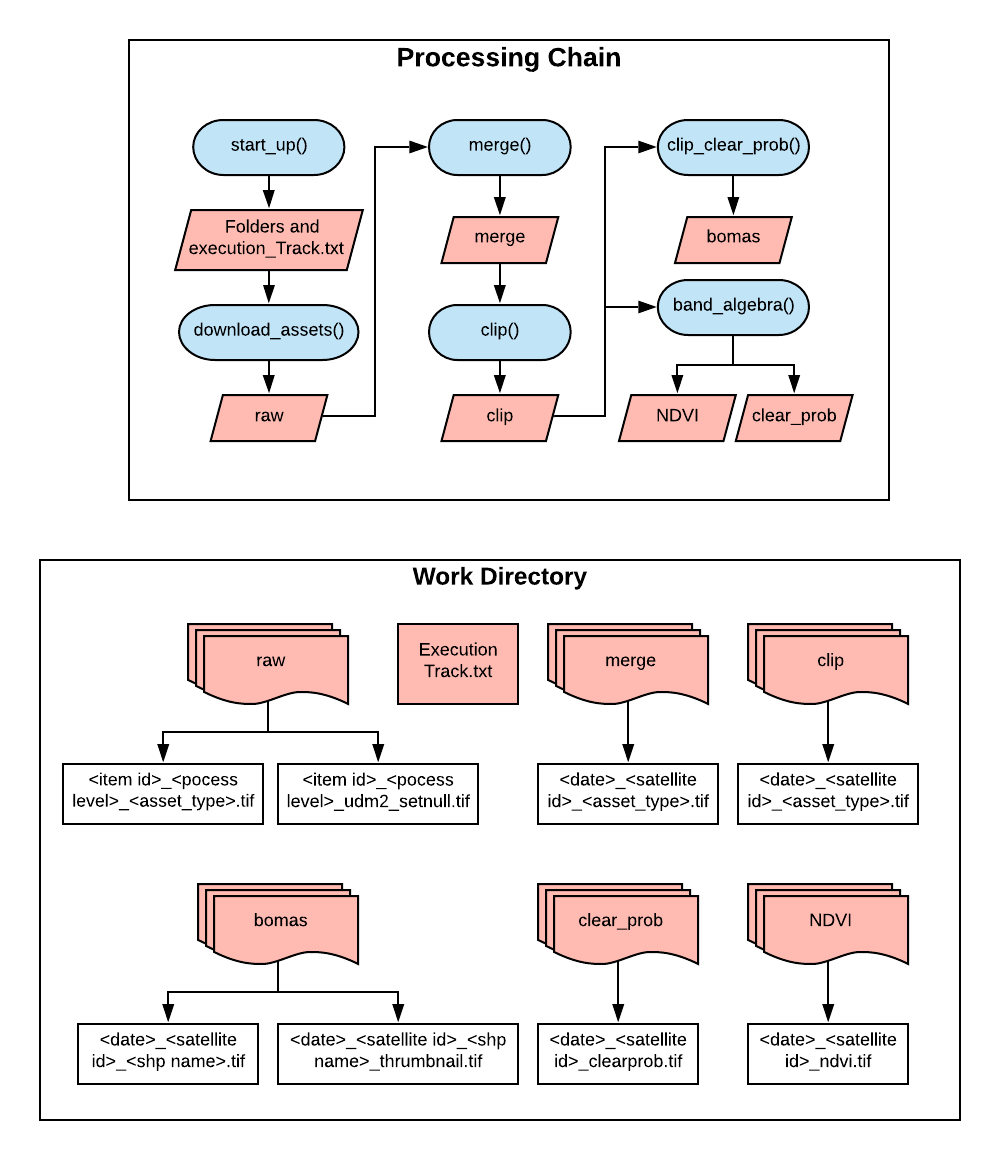 Processing Chain
start_up()
merge()
clip_clear_prob()
Folders and
execution_Track.txt
merge
bomas
download_assets()
clip()
band_algebra()
raw
clip
NDVI
clear_prob
Work Directory
raw
Execution
Track.txt
merge
clip
<item id>_<pocess
level>_<asset_type>.tif
<item id>_<pocess
level>_udm2_setnull.tif
<date>_<satellite
id>_<asset_type>.tif
<date>_<satellite
id>_<asset_type>.tif
bomas
clear_prob
NDVI
<date>_<satellite
id>_<shp name>.tif
<date>_<satellite id>_<shp
name>_thrumbnail.tif
<date>_<satellite
id>_clearprob.tif
<date>_<satellite
id>_ndvi.tif